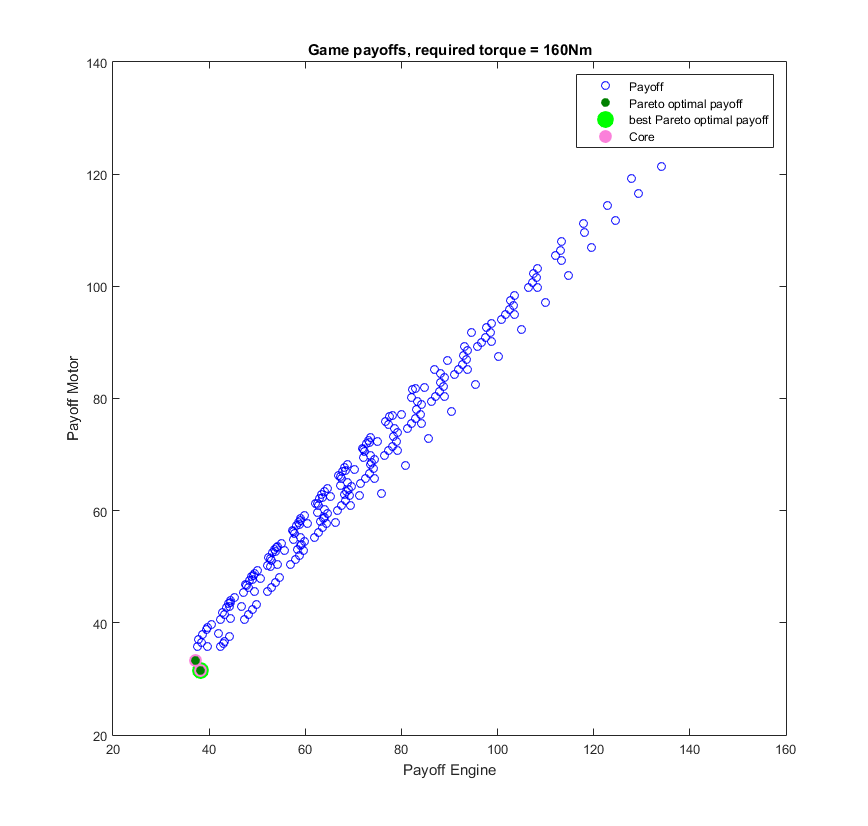 Game payoffs, required torque = 160Nm
140
120
100
80
60
40
20
Payoff Motor
Payoff
Pareto optimal payoff
best Pareto optimal payoff
Core
20 40 60 80 100 120 140 160
Payoff Engine